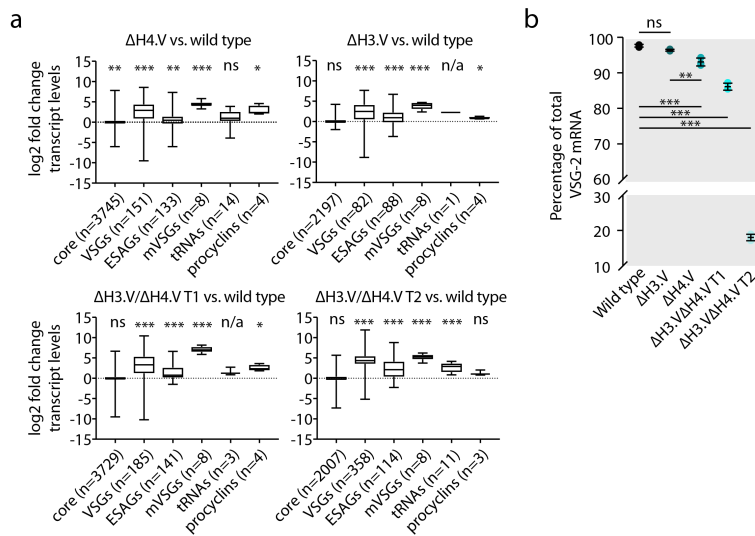 a
ΔH4.V vs. wild type
log2 fold change
transcript levels
15
10
5
0
-5
-10
-15
** *** ** *** ns *
core (n=3745)
VSGs (n=151)
ESAGs (n=133)
mVSGs (n=8)
tRNAs (n=14)
procyclins (n=4)
ΔH3.V vs. wild type
15
10
5
0
-5
-10
-15
ns *** *** *** n/a *
core (n=2197)
VSGs (n=82)
ESAGs (n=88)
mVSGs (n=8)
tRNAs (n=1)
procyclins (n=4)
ΔH3.V/ΔH4.V T1 vs. wild type
log2 fold change
transcript levels
15
10
5
0
-5
-10
-15
ns *** *** *** n/a *
core (n=3729)
VSGs (n=185)
ESAGs (n=141)
mVSGs (n=8)
tRNAs (n=3)
procyclins (n=4)
ΔH3.V/ΔH4.V T2 vs. wild type
15
10
5
0
-5
-10
-15
ns *** *** *** *** ns
core (n=2007)
VSGs (n=358)
ESAGs (n=114)
mVSGs (n=8)
tRNAs (n=11)
procyclins (n=3)
b
Percentage of total
VSG-2 mRNA
100
90
80
70
60
30
20
10
ns
**
***
***
***
Wild type
ΔH3.V
ΔH4.V
ΔH3.VΔH4.V T1
ΔH3.VΔH4.V T2